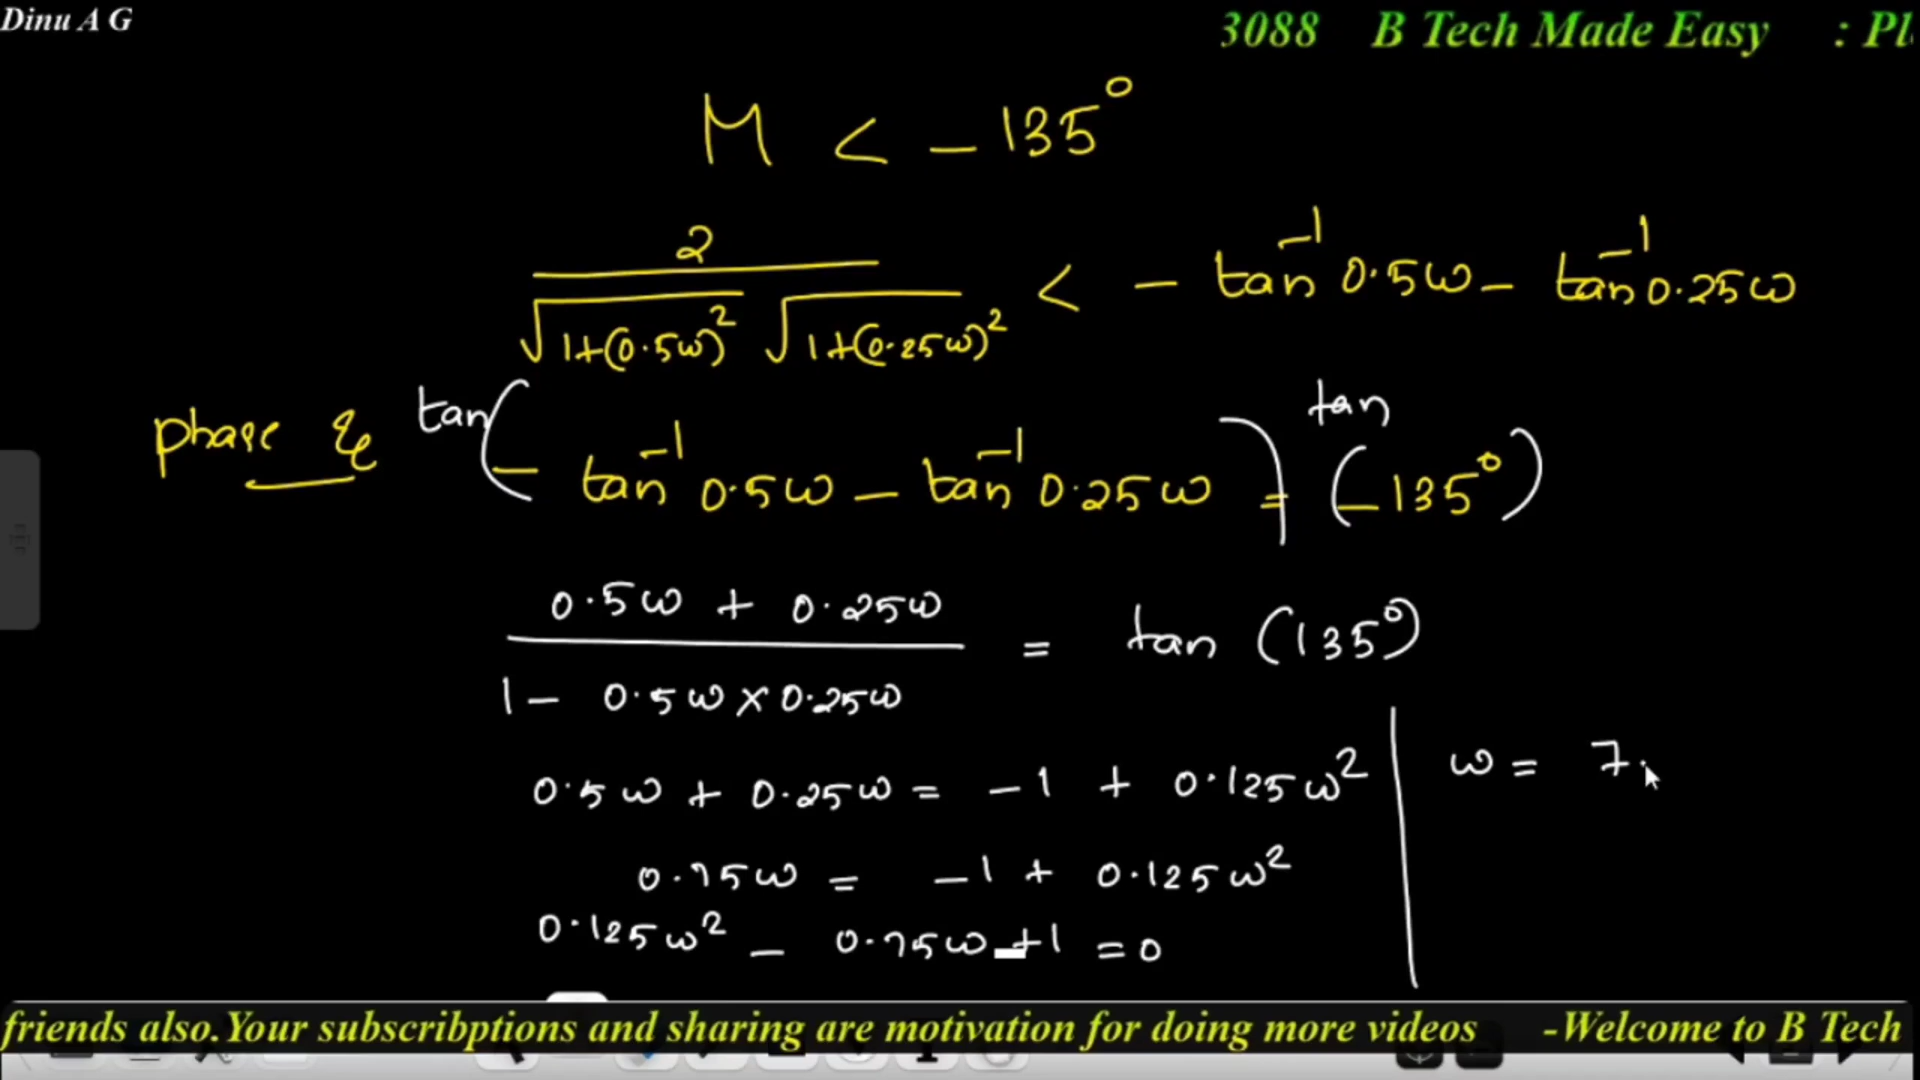 Dinu A G
3088 B Tech Made Easy : Pl
M < -135°
2 / √1+(0.5ω)² √1+(0.25ω)² < - tan⁻¹ 0.5ω - tan⁻¹ 0.25ω
phase & tan(- tan⁻¹ 0.5ω - tan⁻¹ 0.25ω) = tan(-135°)
0.5ω + 0.25ω / 1 - 0.5ω × 0.25ω = tan (135°)
0.5ω + 0.25ω = -1 + 0.125ω²
0.75ω = -1 + 0.125ω²
0.125ω² - 0.75ω +1 = 0
ω = 7.
friends also.Your subscribptions and sharing are motivation for doing more videos -Welcome to B Tech